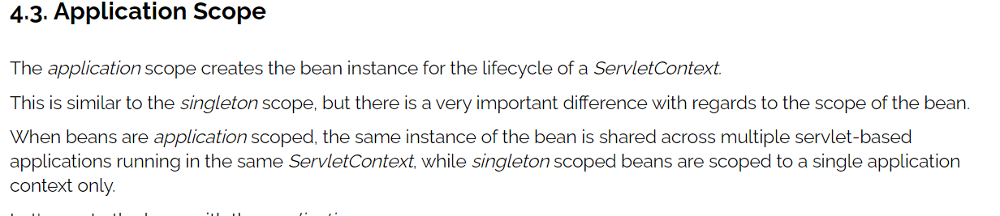 4.3. Application Scope
The application scope creates the bean instance for the lifecycle of a ServletContext.
This is similar to the singleton scope, but there is a very important difference with regards to the scope of the bean.
When beans are application scoped, the same instance of the bean is shared across multiple servlet-based
applications running in the same ServletContext, while singleton scoped beans are scoped to a single application
context only.